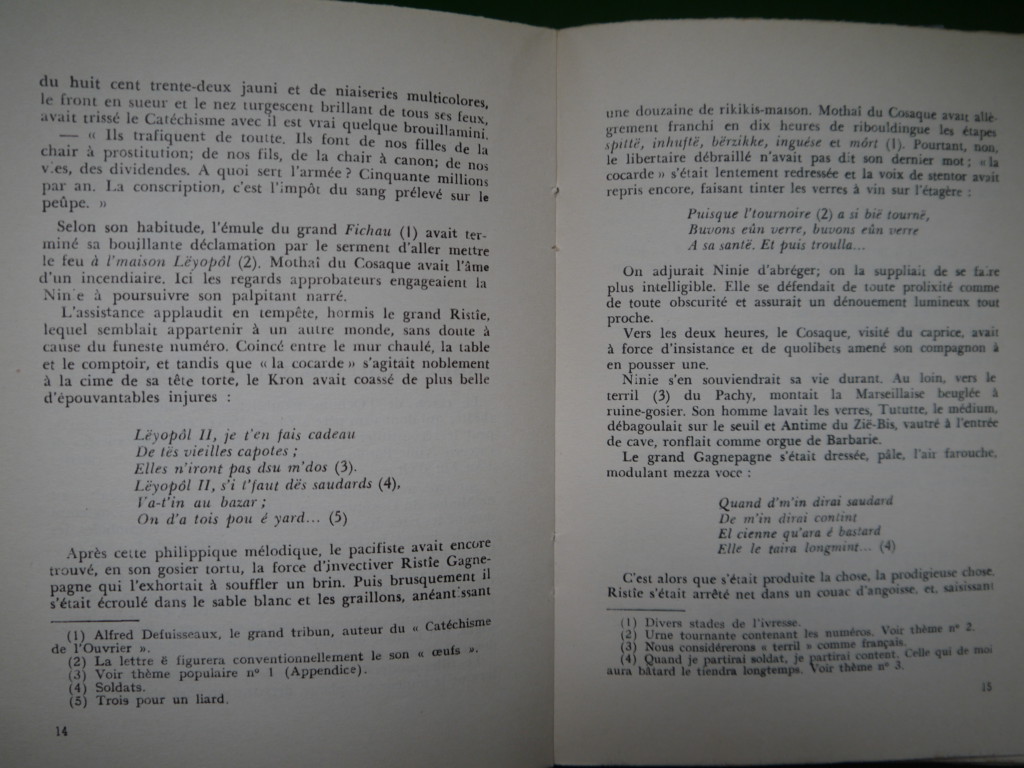 du huit cent trente-deux jauni et de niaiseries multicolores,
le front en sueur et le nez turgescent brillant de tous ses feux,
avait trissé le Catéchisme avec il est vrai quelque brouillamini.
— « Ils trafiquent de toutte. Ils font de nos filles de la
chair à prostitution; de nos fils, de la chair à canon; de nos
v.es, des dividendes. A quoi sert l'armée ? Cinquante millions
par an. La conscription, c'est l'impôt du sang prélevé sur le
peûpe. »
Selon son habitude, l'émule du grand Fichau (1) avait ter-
miné sa bouillante déclamation par le serment d'aller mettre
le feu à l'maison Lëyopôl (2). Mothaî du Cosaque avait l'âme
d'un incendiaire. Ici les regards approbateurs engageaient la
Nin'e à poursuivre son palpitant narré.
L'assistance applaudit en tempête, hormis le grand Ristîe,
lequel semblait appartenir à un autre monde, sans doute à
cause du funeste numéro. Coincé entre le mur chaulé, la table
et le comptoir, et tandis que « la cocarde » s'agitait noblement
à la cime de sa tête torte, le Kron avait coassé de plus belle
d'épouvantables injures :
Lëyopôl II, je t'en fais cadeau
De tës vieilles capotes ;
Elles n'iront pas dsu m'dos (3).
Lëyopôl II, s'i t'faut dës saudards (4),
Va-t'in au bazar ;
On d'a tois pou é yard... (5)
Après cette philippique mélodique, le pacifiste avait encore
trouvé, en son gosier tortu, la force d'invectiver Ristîe Gagne-
pagne qui l'exhortait à souffler un brin. Puis brusquement il
s'était écroulé dans le sable blanc et les graillons, anéantissant
(1) Alfred Defuisseaux, le grand tribun, auteur du « Catéchisme
de l'Ouvrier ».
(2) La lettre ë figurera conventionnellement le son « œufs ».
(3) Voir thème populaire n° 1 (Appendice).
(4) Soldats.
(5) Trois pour un liard.
14
une douzaine de rikikis-maison. Mothaî du Cosaque avait allè-
grement franchi en dix heures de ribouldingue les étapes
spittë, inhuftë, bërzikke, inguése et môrt (1). Pourtant, non,
le libertaire débraillé n'avait pas dit son dernier mot ; « la
cocarde » s'était lentement redressée et la voix de stentor avait
repris encore, faisant tinter les verres à vin sur l'étagère :
Puisque l'tournoire (2) a si bië tournë,
Buvons eûn verre, buvons eûn verre
A sa santë. Et puis troulla...
On adjurait Ninie d'abréger; on la suppliait de se faire
plus intelligible. Elle se défendait de toute prolixité comme
de toute obscurité et assurait un dénouement lumineux tout
proche.
Vers les deux heures, le Cosaque, visité du caprice, avait
à force d'insistance et de quolibets amené son compagnon à
en pousser une.
Ninie s'en souviendrait sa vie durant. Au loin, vers le
terril (3) du Pachy, montait la Marseillaise beuglée à
ruine-gosier. Son homme lavait les verres, Tututte, le médium,
débagoulait sur le seuil et Antime du Zië-Bis, vautré à l'entrée
de cave, ronflait comme orgue de Barbarie.
Le grand Gagnepagne s'était dressée, pâle, l'air farouche,
modulant mezza voce :
Quand d'm'in dirai saudard
De m'in dirai contint
El cienne qu'ara é bastard
Elle le taira longmint... (4)
C'est alors que s'était produite la chose, la prodigieuse chose.
Ristîe s'était arrêté net dans un couac d'angoisse, et, saisissant
(1) Divers stades de l'ivresse.
(2) Urne tournante contenant les numéros. Voir thème n° 2.
(3) Nous considérerons « terril » comme français.
(4) Quand je partirai soldat, je partirai content. Celle qui de moi
aura bâtard le tiendra longtemps. Voir thème n° 3.
15